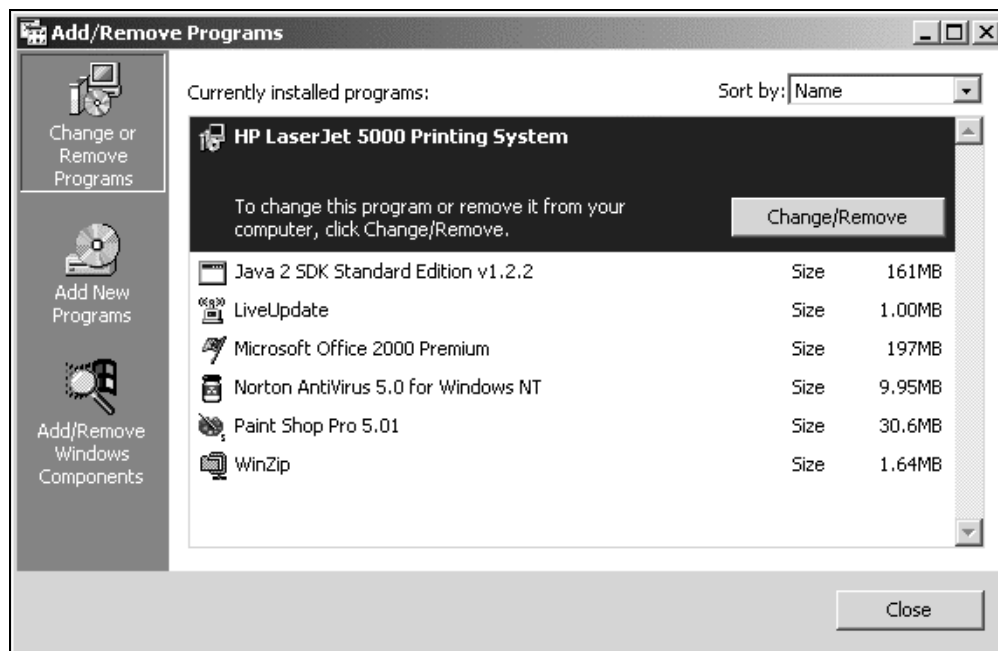 Add/Remove Programs
Change or
Remove
Programs
Add New
Programs
Add/Remove
Windows
Components
Currently installed programs:
Sort by: Name
HP LaserJet 5000 Printing System
To change this program or remove it from your
computer, click Change/Remove.
Change/Remove
Java 2 SDK Standard Edition v1.2.2 Size 161MB
LiveUpdate Size 1.00MB
Microsoft Office 2000 Premium Size 197MB
Norton AntiVirus 5.0 for Windows NT Size 9.95MB
Paint Shop Pro 5.01 Size 30.6MB
WinZip Size 1.64MB
Close